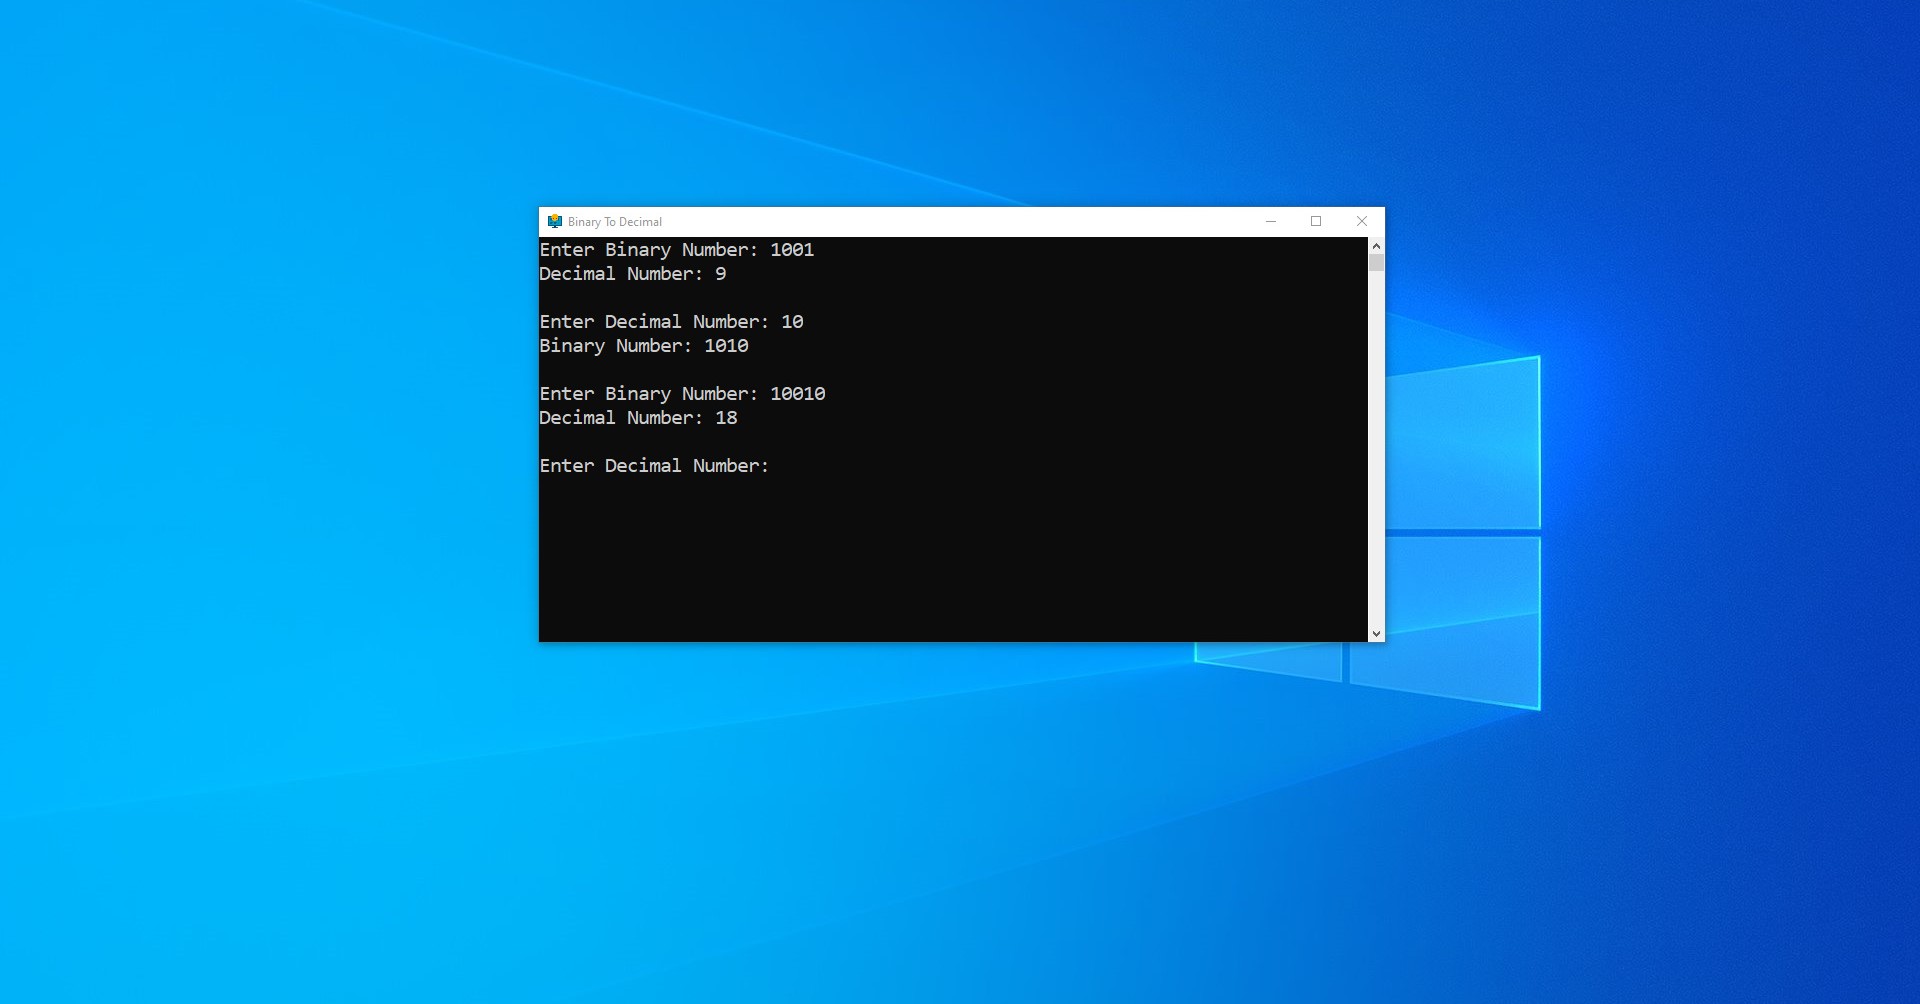 Binary To Decimal
Enter Binary Number: 1001
Decimal Number: 9
Enter Decimal Number: 10
Binary Number: 1010
Enter Binary Number: 10010
Decimal Number: 18
Enter Decimal Number: